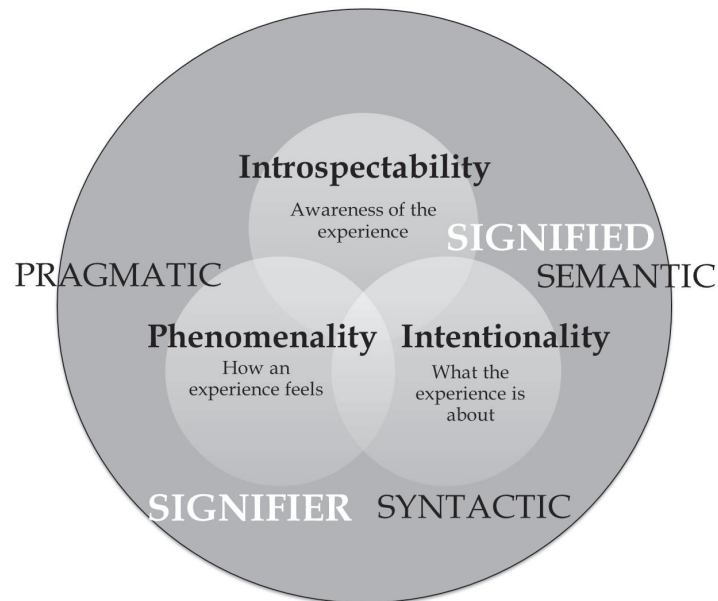 Introspectability
Awareness of the
experience
SIGNIFIED
PRAGMATIC
SEMANTIC
Phenomenality
How an
experience feels
Intentionality
What the
experience is
about
SIGNIFIER
SYNTACTIC